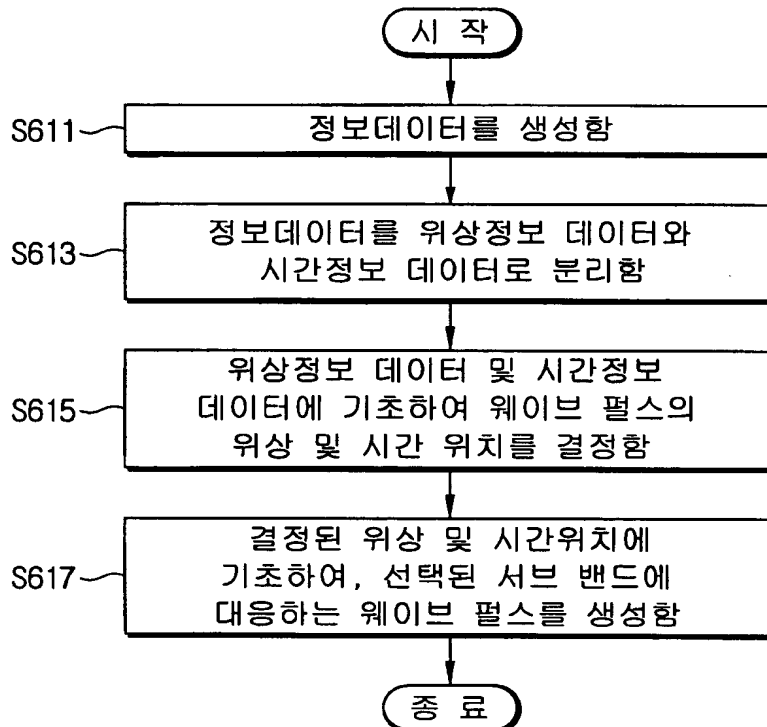 시 작
S611
정보데이터를 생성함
S613
정보데이터를 위상정보 데이터와
시간정보 데이터로 분리함
S615
위상정보 데이터 및 시간정보
데이터에 기초하여 웨이브 펄스의
위상 및 시간 위치를 결정함
S617
결정된 위상 및 시간위치에
기초하여, 선택된 서브 밴드에
대응하는 웨이브 펄스를 생성함
종 료